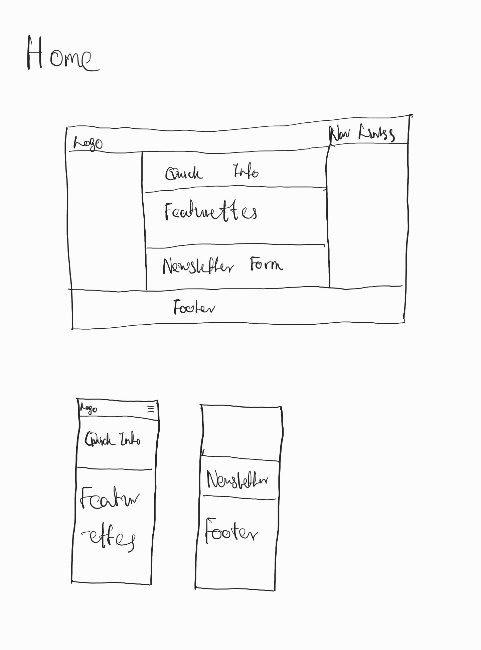 Home
Logo Nav Links
Quick Info
Featurettes
Newsletter Form
Footer
Logo
Quick Info
Featur
-ettes
Newsletter
Footer